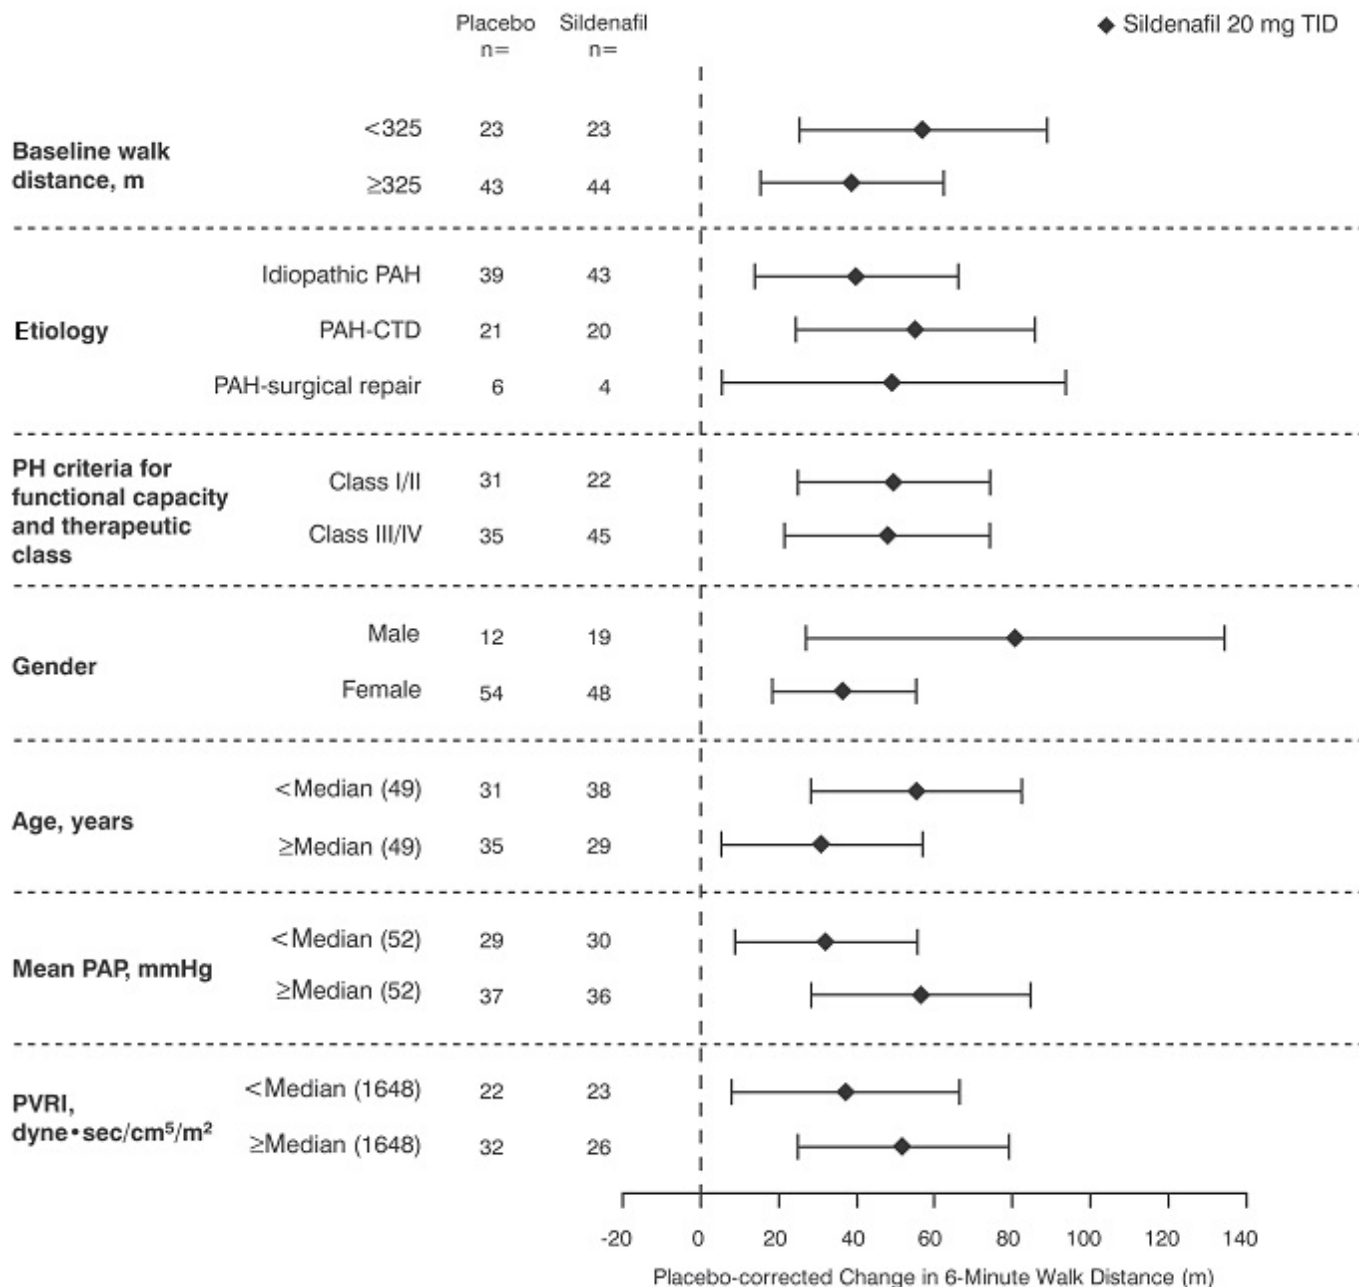 Placebo Sildenafil
n= n=
◆ Sildenafil 20 mg TID
Baseline walk
distance, m
<325 23 23
≥325 43 44
Etiology
Idiopathic PAH 39 43
PAH-CTD 21 20
PAH-surgical repair 6 4
PH criteria for
functional capacity
and therapeutic
class
Class I/II 31 22
Class III/IV 35 45
Gender
Male 12 19
Female 54 48
Age, years
<Median (49) 31 38
≥Median (49) 35 29
Mean PAP, mmHg
<Median (52) 29 30
≥Median (52) 37 36
PVRI,
dyne•sec/cm⁵/m²
<Median (1648) 22 23
≥Median (1648) 32 26
-20 0 20 40 60 80 100 120 140
Placebo-corrected Change in 6-Minute Walk Distance (m)